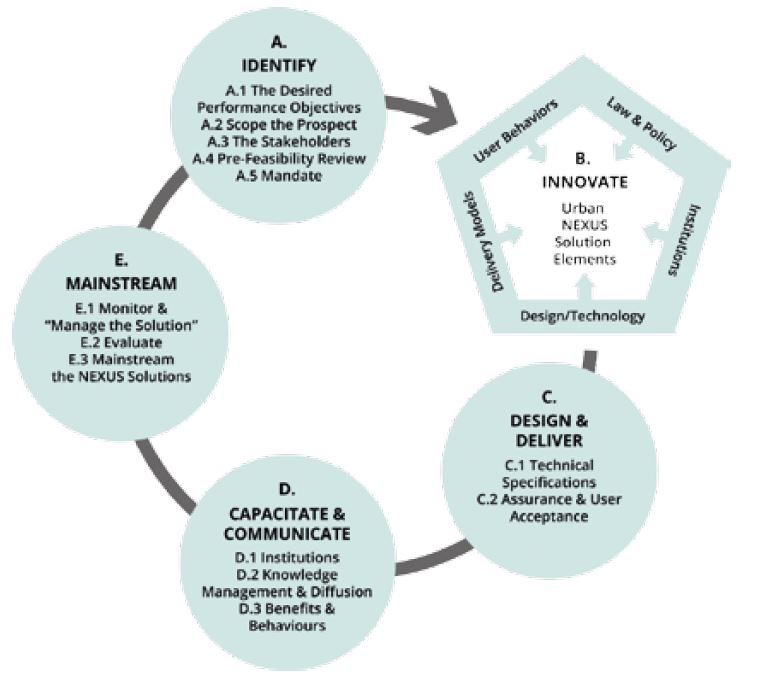 A.
IDENTIFY
A.1 The Desired
Performance Objectives
A.2 Scope the Prospect
A.3 The Stakeholders
A.4 Pre-Feasibility Review
A.5 Mandate
User Behaviors
Law & Policy
Institutions
Design/Technology
Delivery Models
B.
INNOVATE
Urban
NEXUS
Solution
Elements
C.
DESIGN &
DELIVER
C.1 Technical
Specifications
C.2 Assurance & User
Acceptance
D.
CAPACITATE &
COMMUNICATE
D.1 Institutions
D.2 Knowledge
Management & Diffusion
D.3 Benefits &
Behaviours
E.
MAINSTREAM
E.1 Monitor &
“Manage the Solution”
E.2 Evaluate
E.3 Mainstream
the NEXUS Solutions